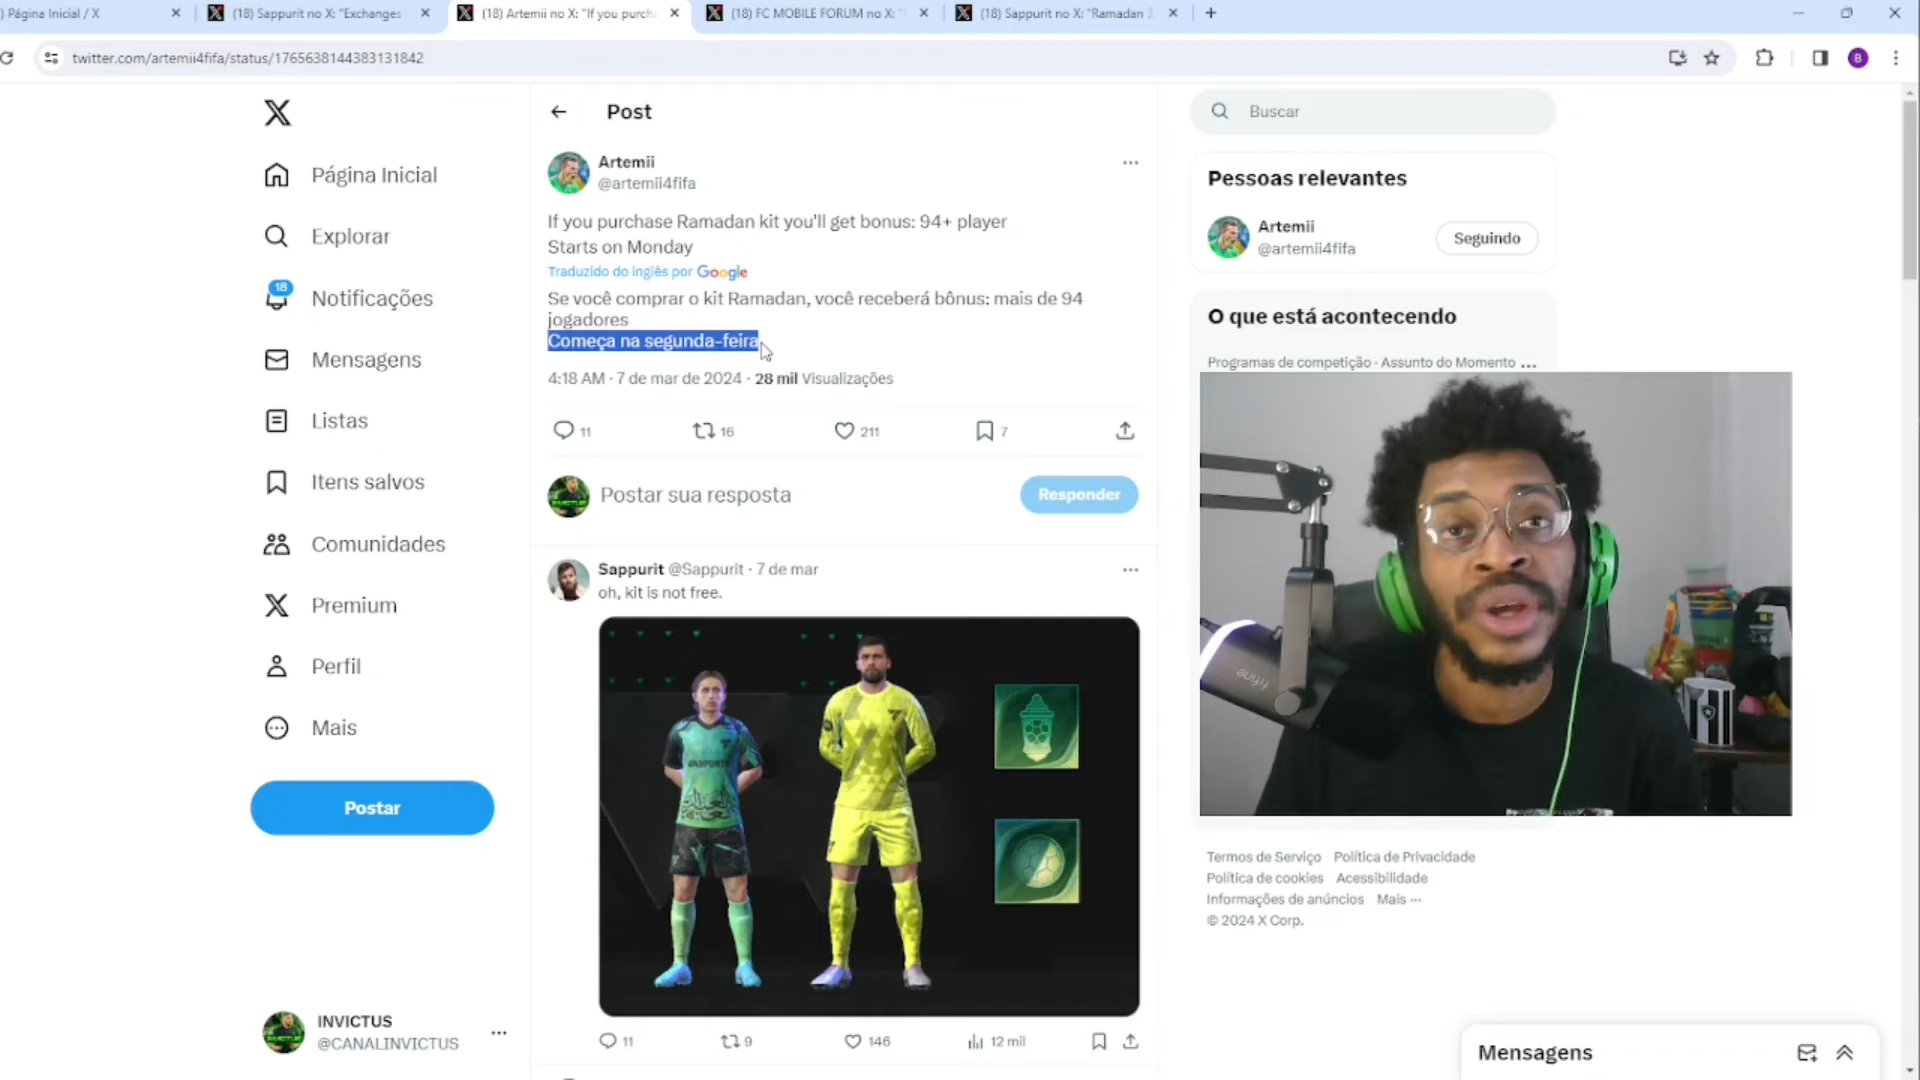 ) Página Inicial / X
(18) Sappurit no X: "Exchanges
(18) Artemii no X: "If you purch
(18) FC MOBILE FORUM no X: "
(18) Sappurit no X: "Ramadan
twitter.com/artemii4fifa/status/1765638144383131842
B
Página Inicial
Explorar
18
Notificações
Mensagens
Listas
Itens salvos
Comunidades
Premium
Perfil
Mais
Postar
INVICTUS
@CANALINVICTUS
Post
Artemii
@artemii4fifa
If you purchase Ramadan kit you'll get bonus: 94+ player
Starts on Monday
Traduzido do inglês por Google
Se você comprar o kit Ramadan, você receberá bônus: mais de 94
jogadores
Começa na segunda-feira
4:18 AM · 7 de mar de 2024 · 28 mil Visualizações
11 16 211 7
Postar sua resposta
Responder
Sappurit @Sappurit · 7 de mar
oh, kit is not free.
11 9 146 12 mil
Buscar
Pessoas relevantes
Artemii
@artemii4fifa
Seguindo
O que está acontecendo
Programas de competição · Assunto do Momento
fifine
Termos de Serviço Política de Privacidade
Política de cookies Acessibilidade
Informações de anúncios Mais ···
© 2024 X Corp.
Mensagens